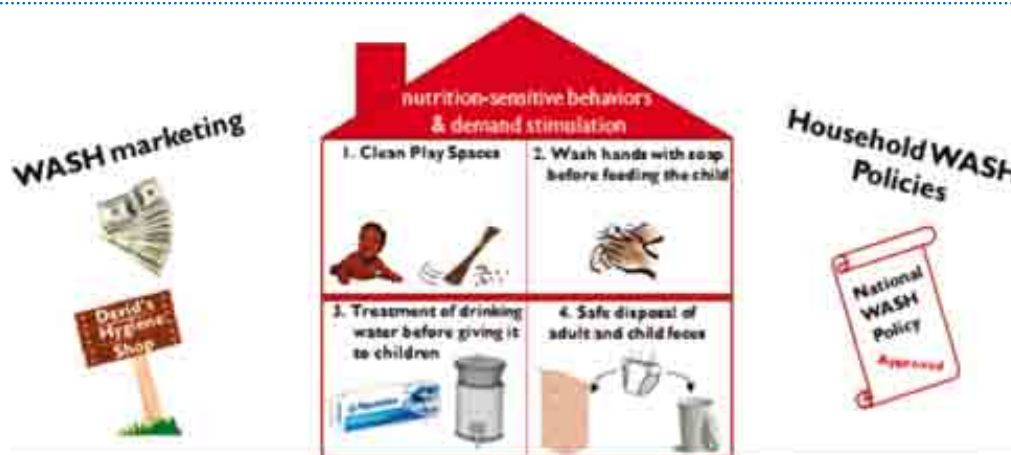 WASH marketing
David's
Hygiene
Shop
nutrition-sensitive behaviors
& demand stimulation
1. Clean Play Spaces
2. Wash hands with soap
before feeding the child
3. Treatment of drinking
water before giving it
to children
4. Safe disposal of
adult and child feces
Household WASH
Policies
National
WASH
Policy
Approved